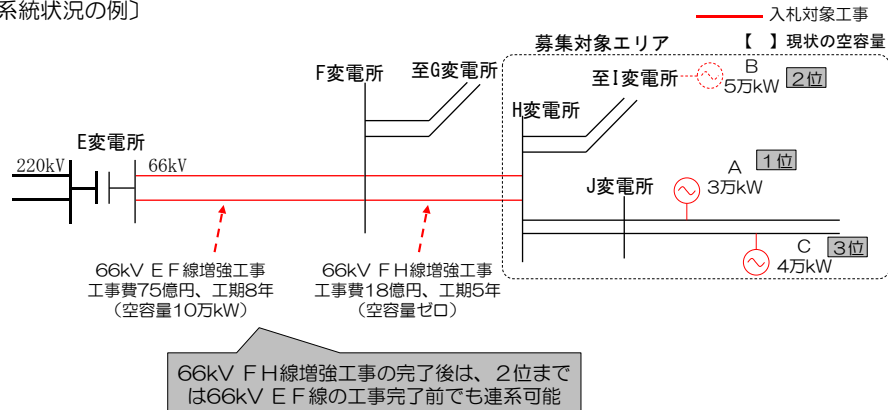 系統状況の例〕
入札対象工事
【　】現状の空容量
募集対象エリア
F変電所
至G変電所
至I変電所
B
5万kW
2位
H変電所
E変電所
220kV
66kV
J変電所
A
1位
3万kW
C
3位
4万kW
66kV ＥＦ線増強工事
工事費75億円、工期8年
（空容量10万kW）
66kV ＦＨ線増強工事
工事費18億円、工期5年
（空容量ゼロ）
66kV ＦＨ線増強工事の完了後は、２位まで
は66kV ＥＦ線の工事完了前でも連系可能